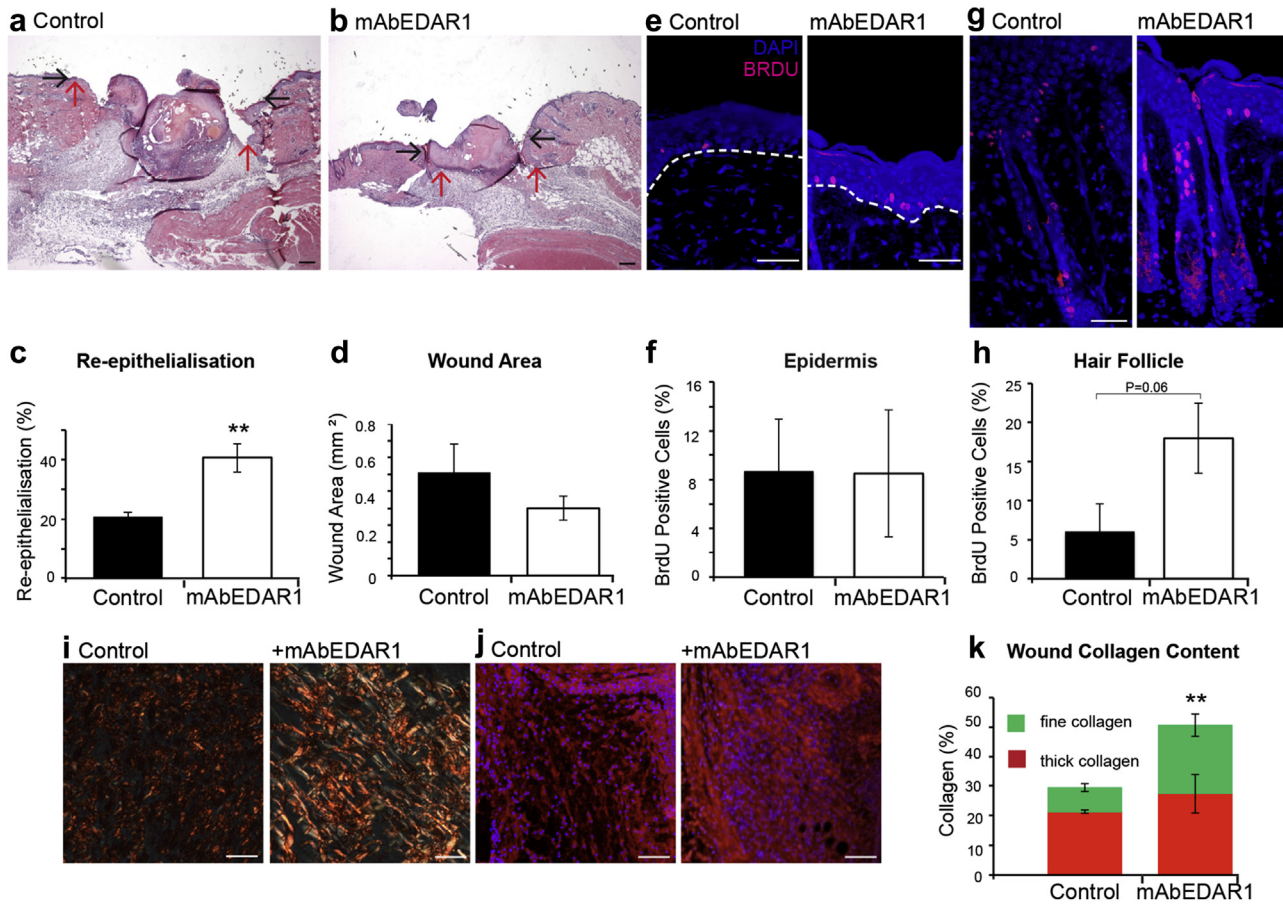 a Control
b mAbEDAR1
e Control
mAbEDAR1
DAPI
BRDU
g Control
mAbEDAR1
c Re-epithelialisation
Re-epithelialisation (%)
40
20
0
**
Control
mAbEDAR1
d Wound Area
Wound Area (mm ²)
0.8
0.6
0.4
0.2
0
Control
mAbEDAR1
f Epidermis
BrdU Positive Cells (%)
16
12
8
4
0
Control
mAbEDAR1
h Hair Follicle
BrdU Positive Cells (%)
25
20
15
10
5
0
P=0.06
Control
mAbEDAR1
i Control
+mAbEDAR1
j Control
+mAbEDAR1
k Wound Collagen Content
Collagen (%)
60
50
40
30
20
10
0
fine collagen
thick collagen
**
Control
mAbEDAR1